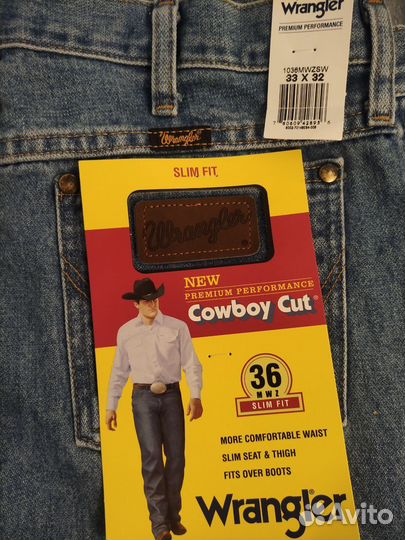 Wrangler
PREMIUM PERFORMANCE
1036MWZSW
33 X 32
Wrangler
SLIM FIT
Wrangler
NEW
PREMIUM PERFORMANCE
Cowboy Cut®
36
MWZ
SLIM FIT
MORE COMFORTABLE WAIST
SLIM SEAT & THIGH
FITS OVER BOOTS
Wrangler
Avito